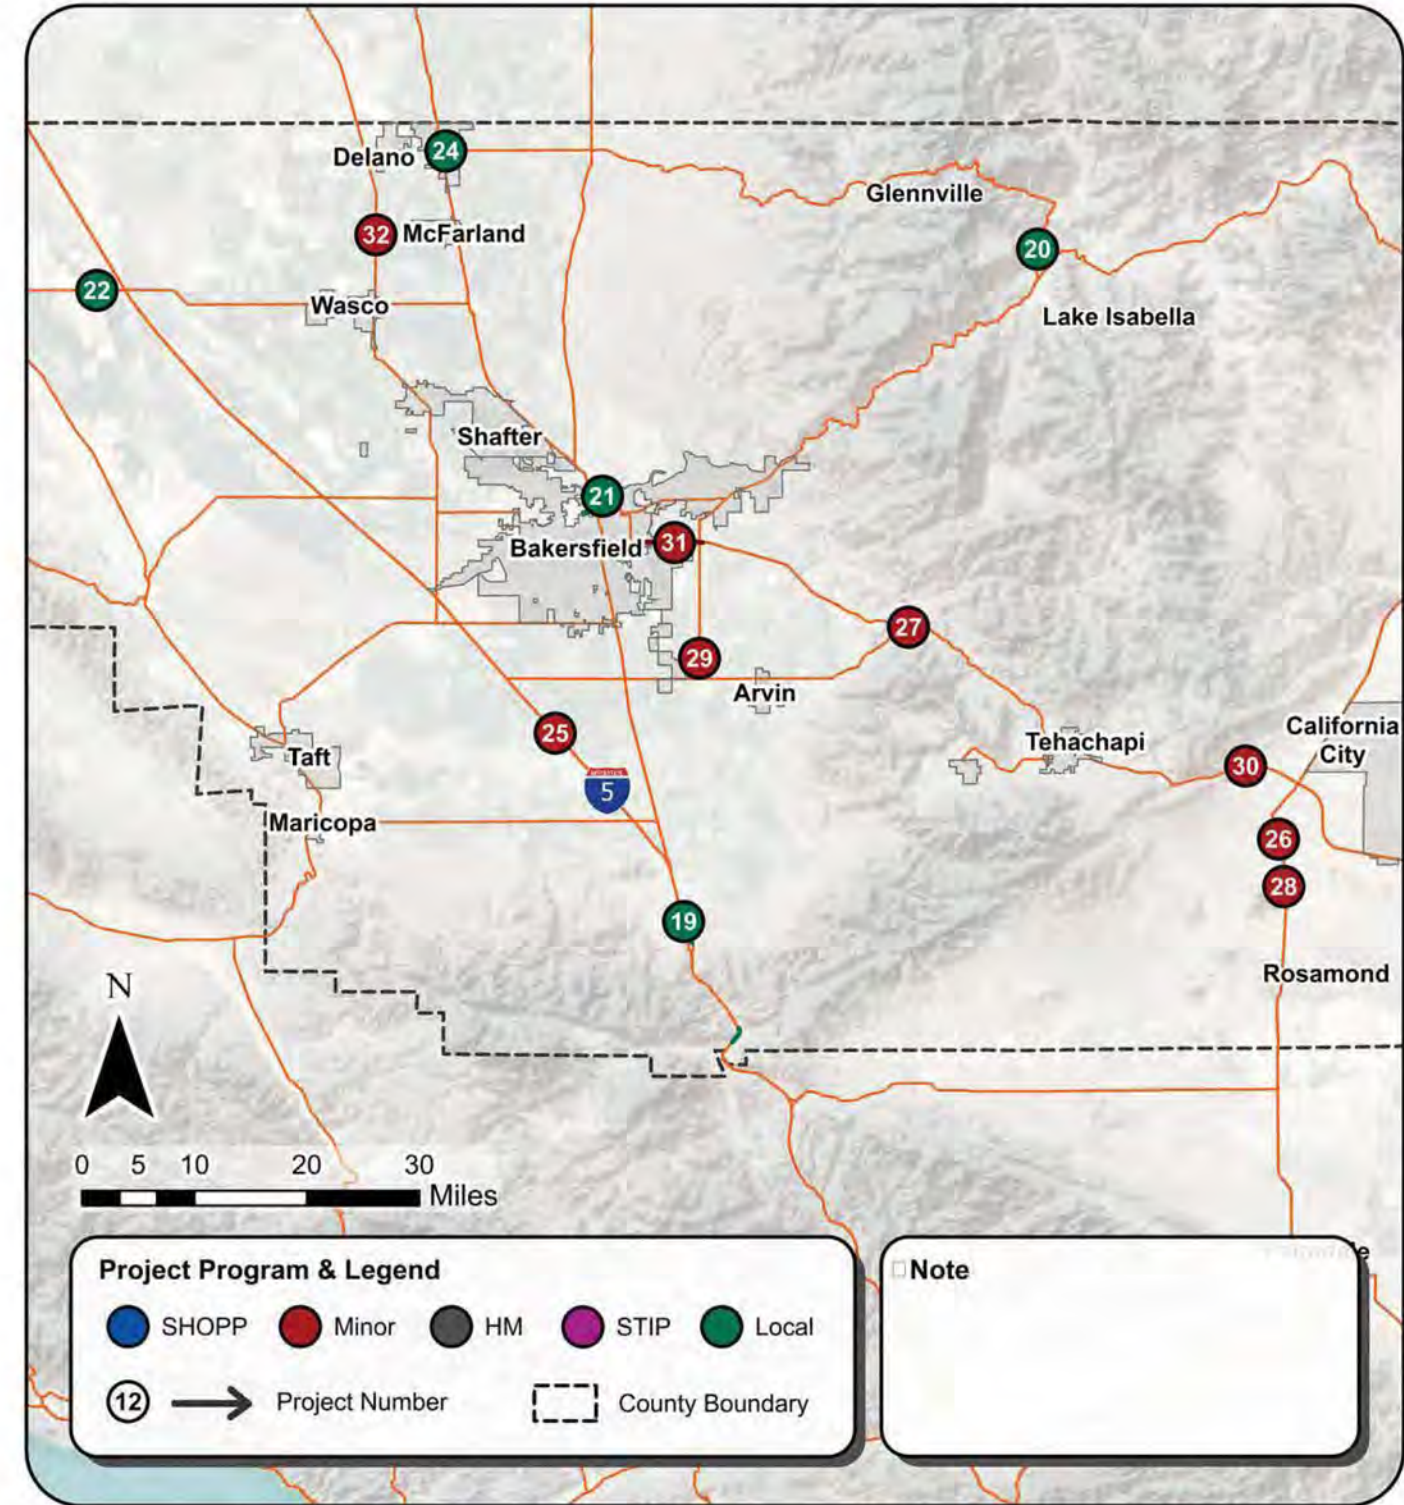 Delano
24
Glennville
32
McFarland
20
22
Wasco
Lake Isabella
Shafter
21
Bakersfield
31
27
29
Arvin
25
California
City
Tehachapi
Taft
30
5
Maricopa
26
28
19
Rosamond
N
0 5 10 20 30
Miles
Project Program & Legend
SHOPP Minor HM STIP Local
12 Project Number County Boundary
Note